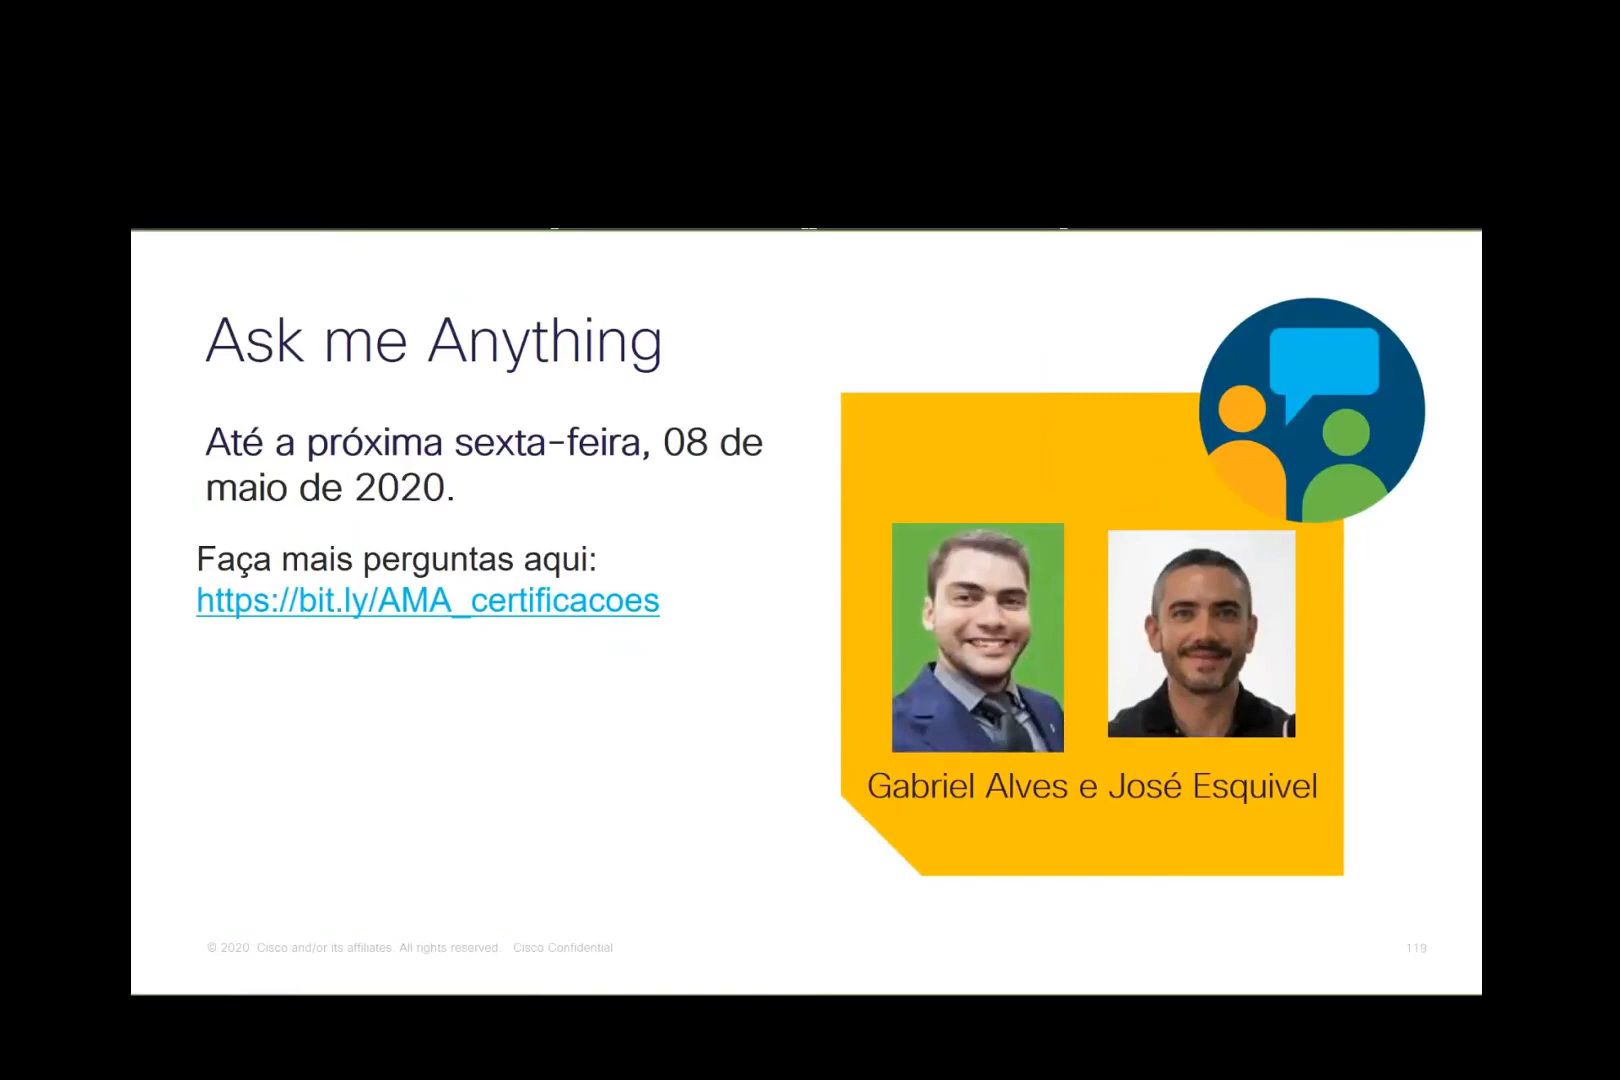 Ask me Anything
Até a próxima sexta-feira, 08 de
maio de 2020.
Faça mais perguntas aqui:
https://bit.ly/AMA_certificacoes
Gabriel Alves e José Esquivel
© 2020 Cisco and/or its affiliates. All rights reserved. Cisco Confidential
119